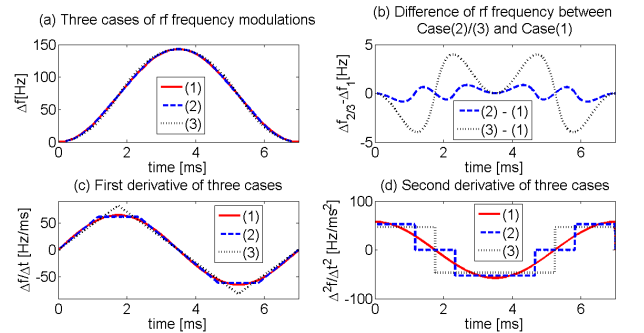 (a) Three cases of rf frequency modulations
150
100
50
0
Δf[Hz]
(1)
(2)
(3)
0 2 4 6
time [ms]
(b) Difference of rf frequency between
Case(2)/(3) and Case(1)
5
0
-5
Δf2/3-Δf1[Hz]
(2) - (1)
(3) - (1)
0 2 4 6
time [ms]
(c) First derivative of three cases
50
0
-50
Δf/Δt [Hz/ms]
(1)
(2)
(3)
0 2 4 6
time [ms]
(d) Second derivative of three cases
100
0
-100
Δ²f/Δt² [Hz/ms²]
(1)
(2)
(3)
0 2 4 6
time [ms]